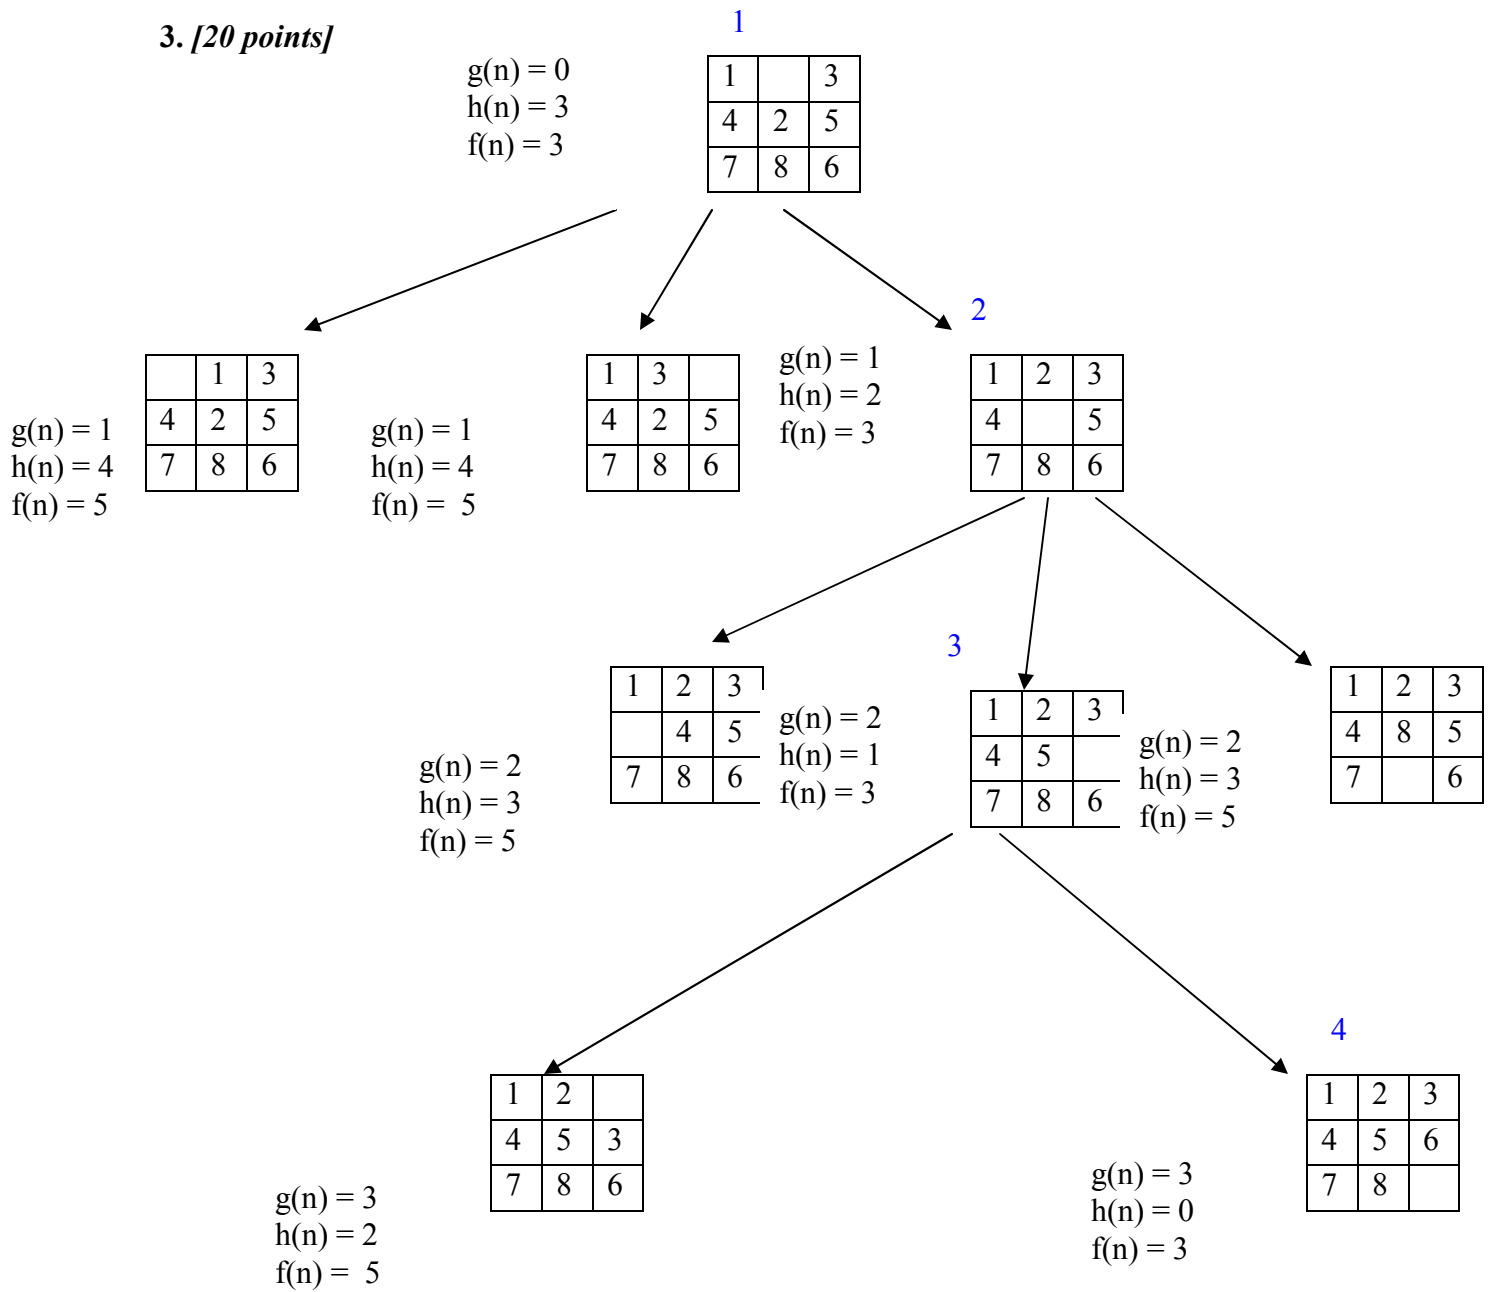 3. [20 points]
1
g(n) = 0
h(n) = 3
f(n) = 3
1 3
4 2 5
7 8 6
g(n) = 1
h(n) = 4
f(n) = 5
1 3
4 2 5
7 8 6
g(n) = 1
h(n) = 4
f(n) = 5
1 3
4 2 5
7 8 6
g(n) = 1
h(n) = 2
f(n) = 3
2
1 2 3
4 5
7 8 6
g(n) = 2
h(n) = 3
f(n) = 5
1 2 3
4 5
7 8 6
3
g(n) = 2
h(n) = 1
f(n) = 3
1 2 3
4 5
7 8 6
g(n) = 2
h(n) = 3
f(n) = 5
1 2 3
4 8 5
7 6
g(n) = 3
h(n) = 2
f(n) = 5
1 2
4 5 3
7 8 6
4
g(n) = 3
h(n) = 0
f(n) = 3
1 2 3
4 5 6
7 8